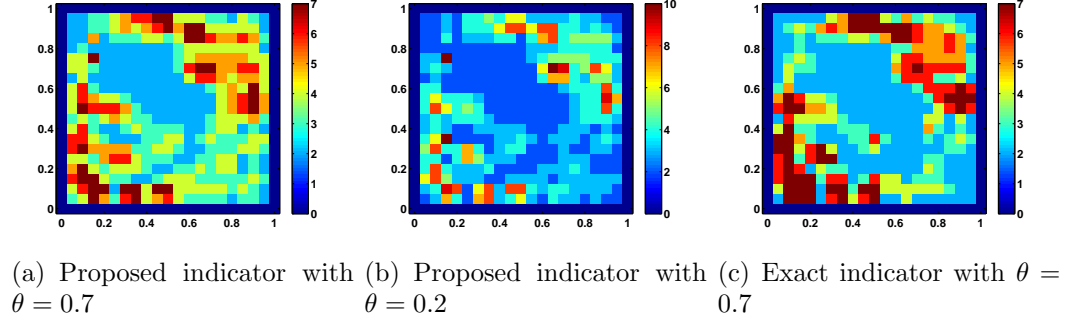 1 0.8 0.6 0.4 0.2 0
0 0.2 0.4 0.6 0.8 1
7 6 5 4 3 2 1 0
1 0.8 0.6 0.4 0.2 0
0 0.2 0.4 0.6 0.8 1
10 8 6 4 2 0
1 0.8 0.6 0.4 0.2 0
0 0.2 0.4 0.6 0.8 1
7 6 5 4 3 2 1 0
(a) Proposed indicator with
θ = 0.7
(b) Proposed indicator with
θ = 0.2
(c) Exact indicator with θ =
0.7